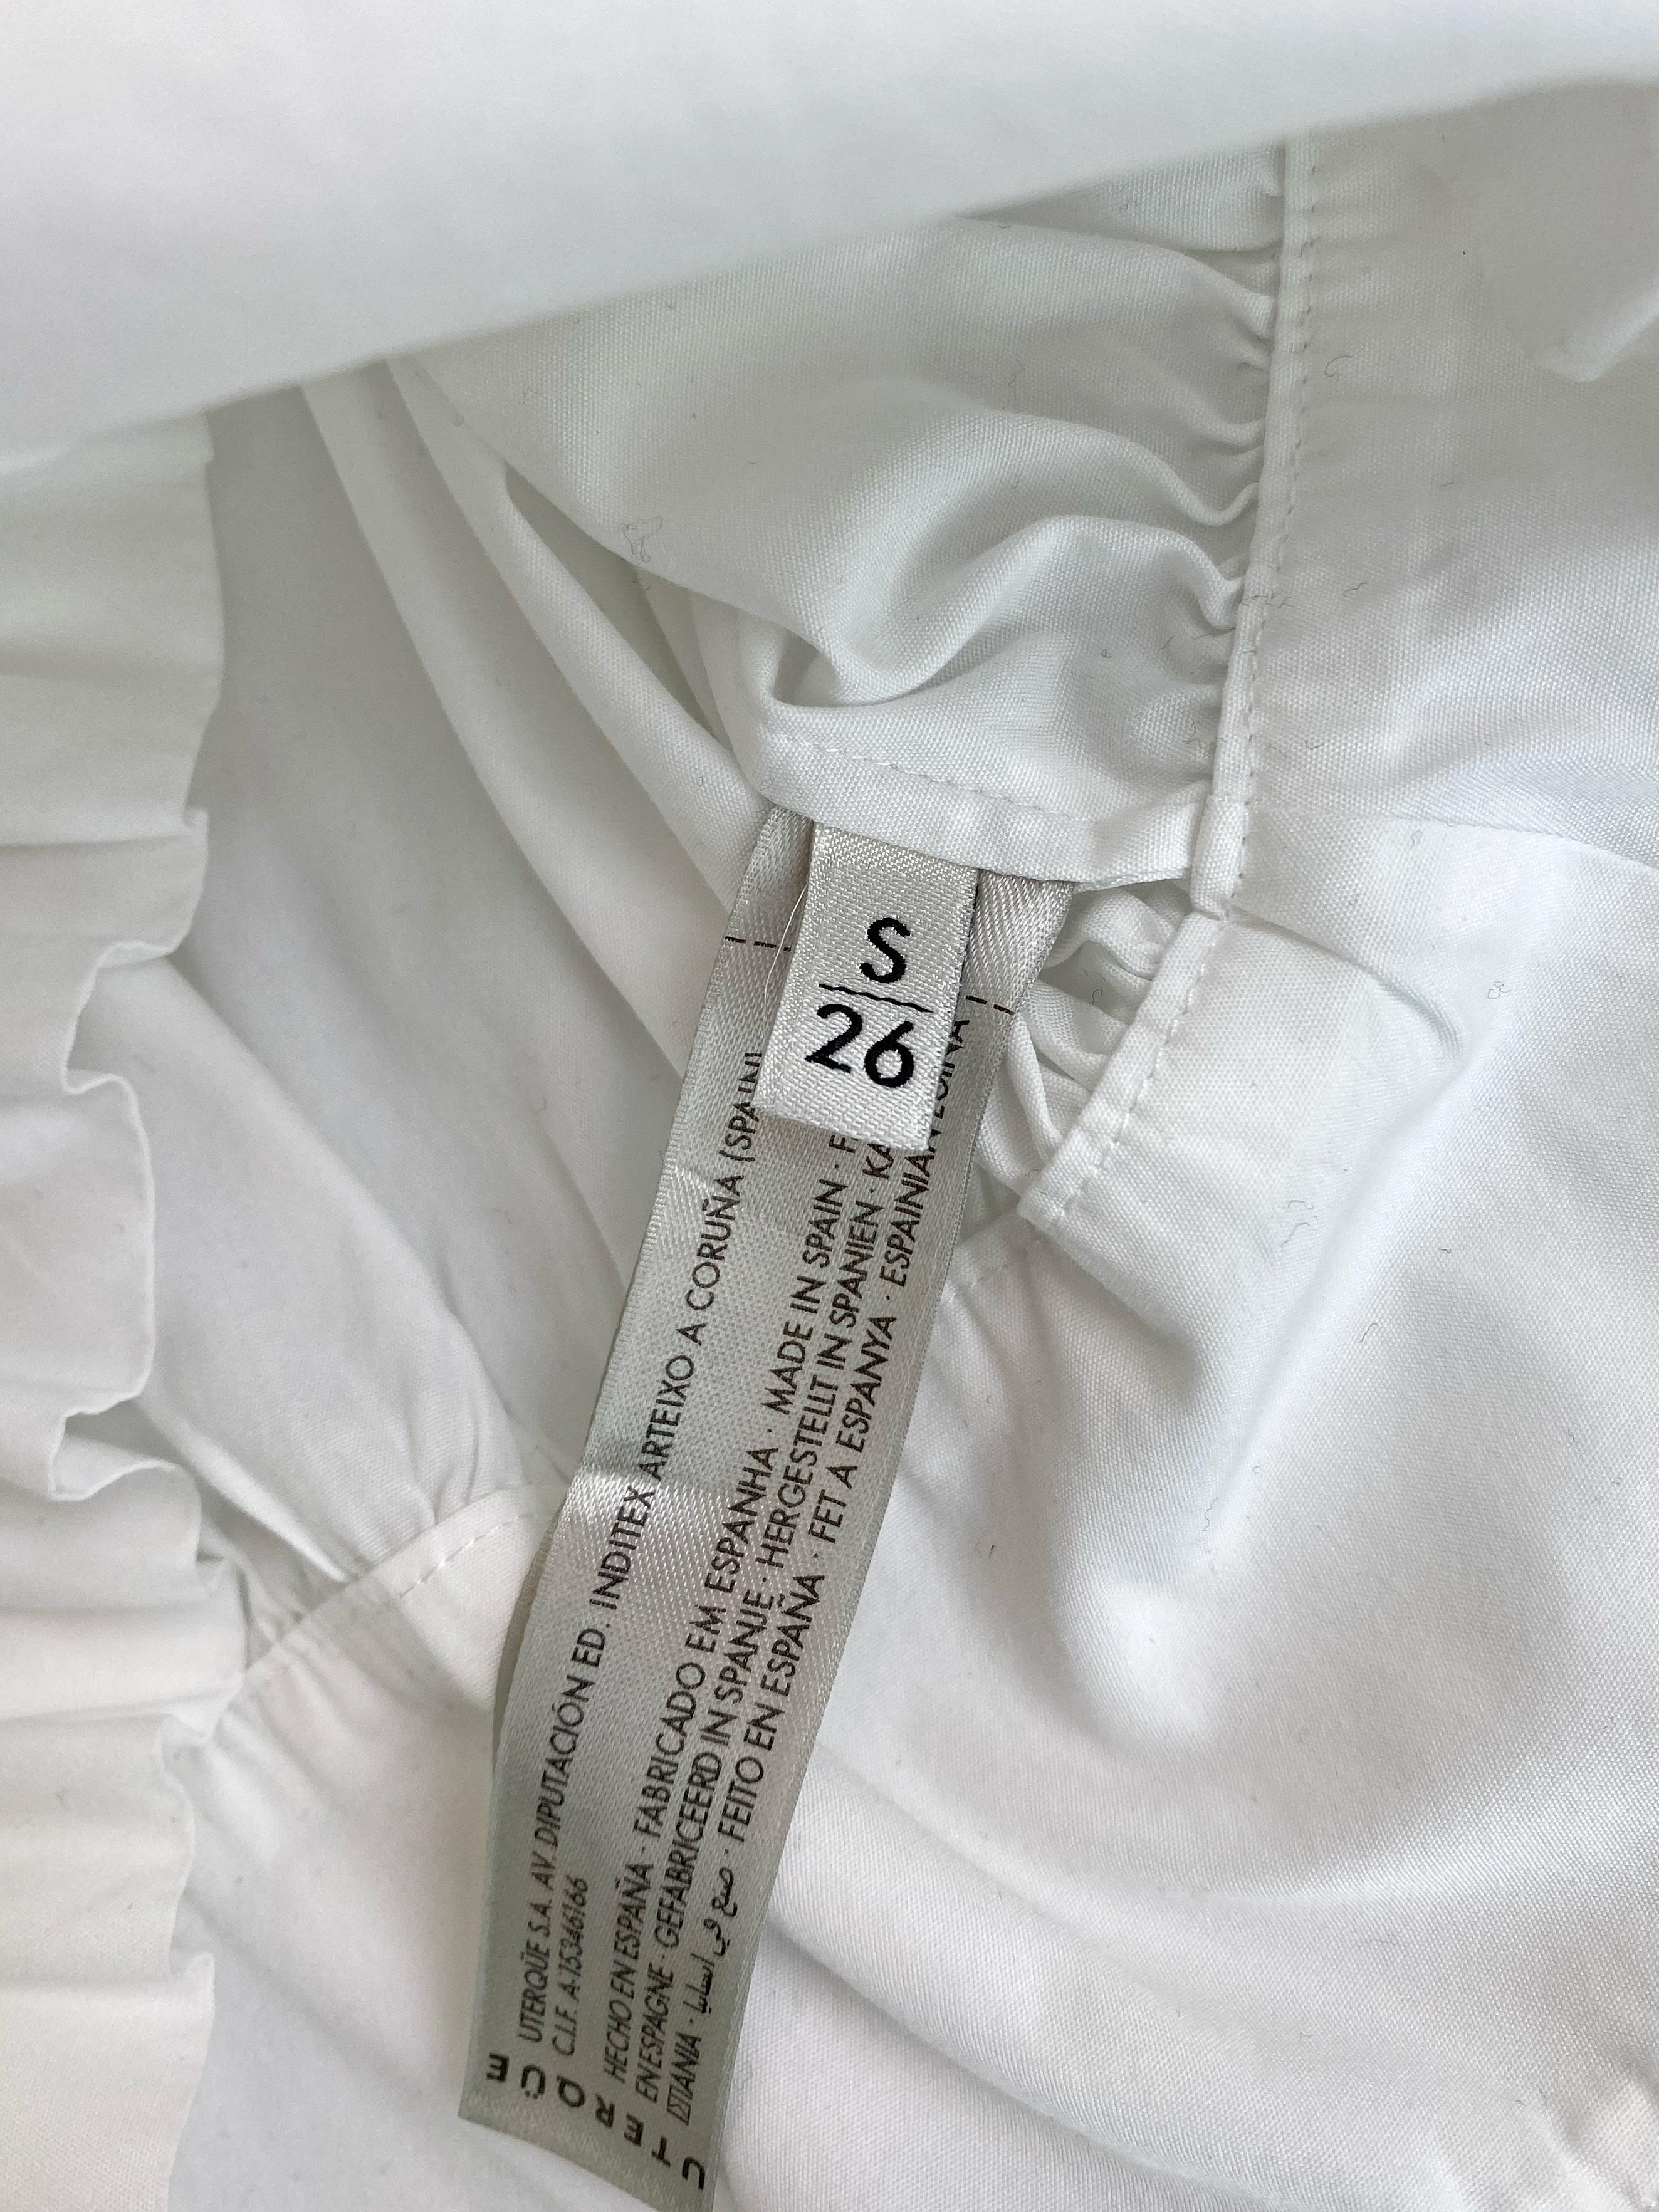 S
26
UTERQÜE
UTERQÜE S.A. AV. DIPUTACIÓN ED. INDITEX ARTEIXO A CORUÑA (SPAIN)
C.I.F. A-15346166
HECHO EN ESPAÑA · FABRICADO EM ESPANHA · MADE IN SPAIN ·
EN ESPAGNE · GEFABRICEERD IN SPANJE · HERGESTELLT IN SPANIEN ·
صنع في اسبانيا · FEITO EN ESPAÑA · FET A ESPANYA · ESPAINIAN EGINA